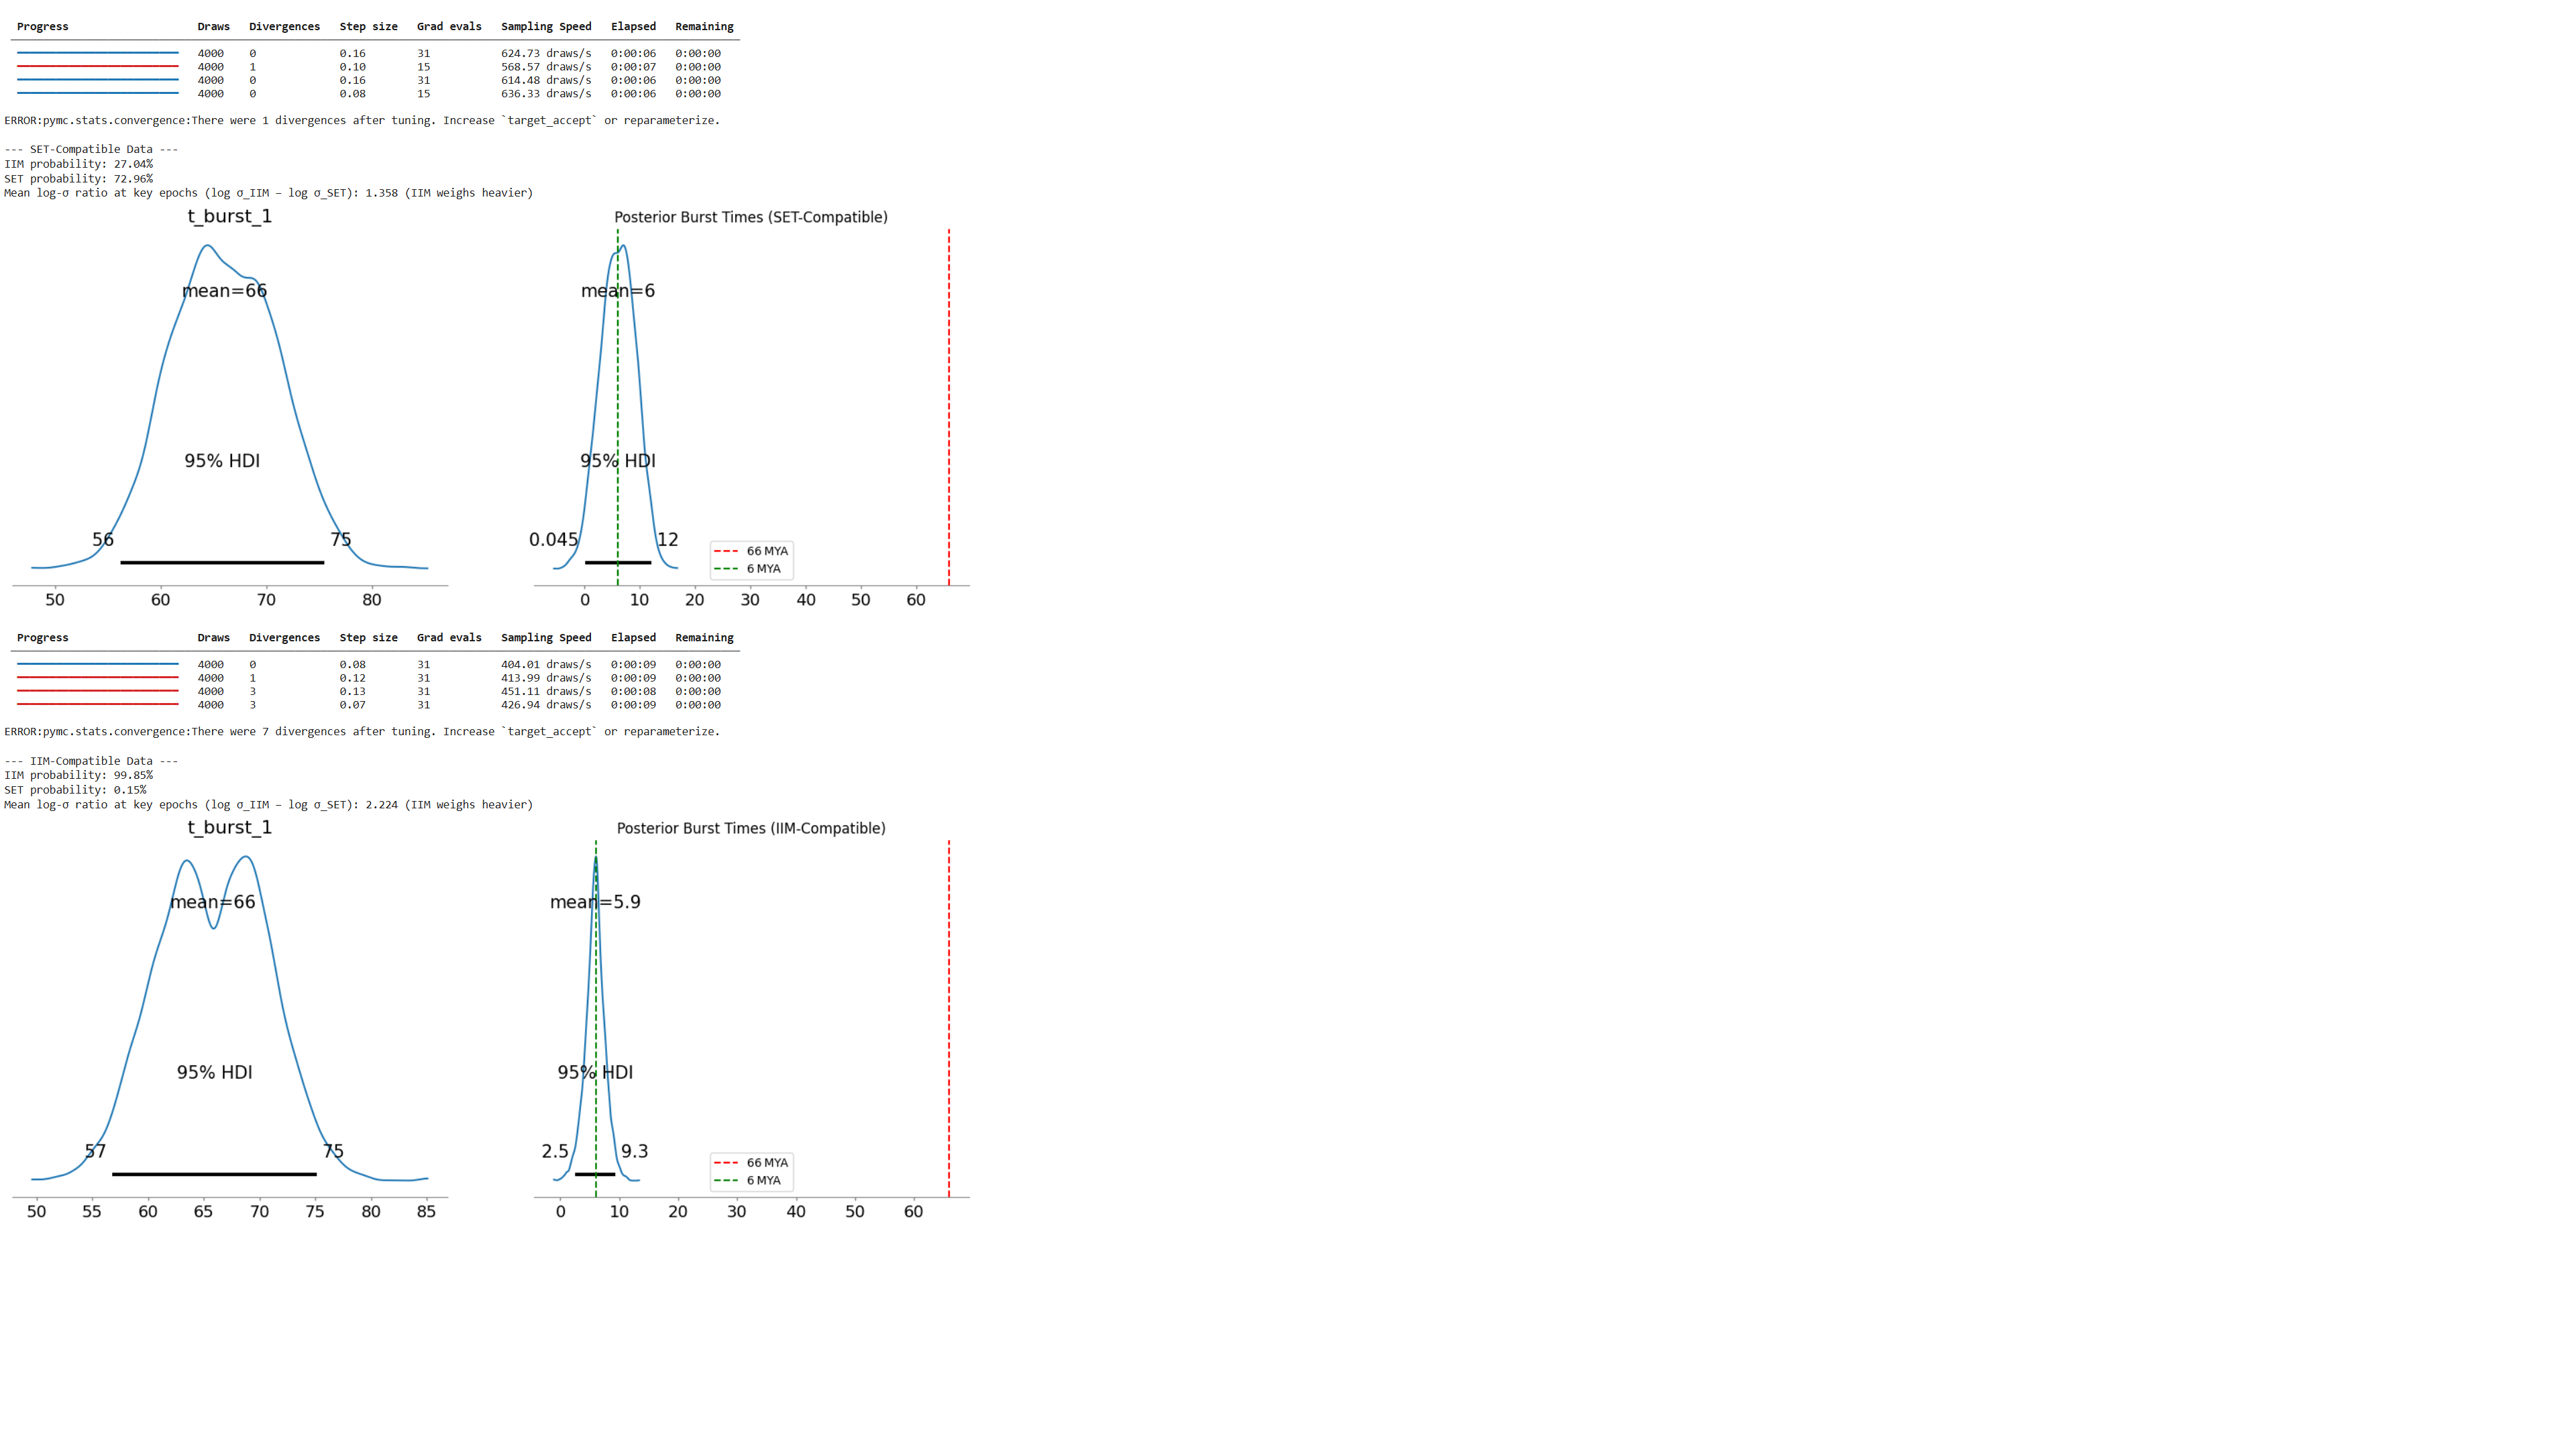 Progress Draws Divergences Step size Grad evals Sampling Speed Elapsed Remaining
4000 0 0.16 31 624.73 draws/s 0:00:06 0:00:00
4000 1 0.10 15 568.57 draws/s 0:00:07 0:00:00
4000 0 0.16 31 614.48 draws/s 0:00:06 0:00:00
4000 0 0.08 15 636.33 draws/s 0:00:06 0:00:00
ERROR:pymc.stats.convergence:There were 1 divergences after tuning. Increase `target_accept` or reparameterize.
--- SET-Compatible Data ---
IIM probability: 27.04%
SET probability: 72.96%
Mean log-σ ratio at key epochs (log σ_IIM − log σ_SET): 1.358 (IIM weighs heavier)
t_burst_1
mean=66
95% HDI
56 75
50 60 70 80
Posterior Burst Times (SET-Compatible)
mean=6
95% HDI
0.045 12
66 MYA
6 MYA
0 10 20 30 40 50 60
Progress Draws Divergences Step size Grad evals Sampling Speed Elapsed Remaining
4000 0 0.08 31 404.01 draws/s 0:00:09 0:00:00
4000 1 0.12 31 413.99 draws/s 0:00:09 0:00:00
4000 3 0.13 31 451.11 draws/s 0:00:08 0:00:00
4000 3 0.07 31 426.94 draws/s 0:00:09 0:00:00
ERROR:pymc.stats.convergence:There were 7 divergences after tuning. Increase `target_accept` or reparameterize.
--- IIM-Compatible Data ---
IIM probability: 99.85%
SET probability: 0.15%
Mean log-σ ratio at key epochs (log σ_IIM − log σ_SET): 2.224 (IIM weighs heavier)
t_burst_1
mean=66
95% HDI
57 75
50 55 60 65 70 75 80 85
Posterior Burst Times (IIM-Compatible)
mean=5.9
95% HDI
2.5 9.3
66 MYA
6 MYA
0 10 20 30 40 50 60